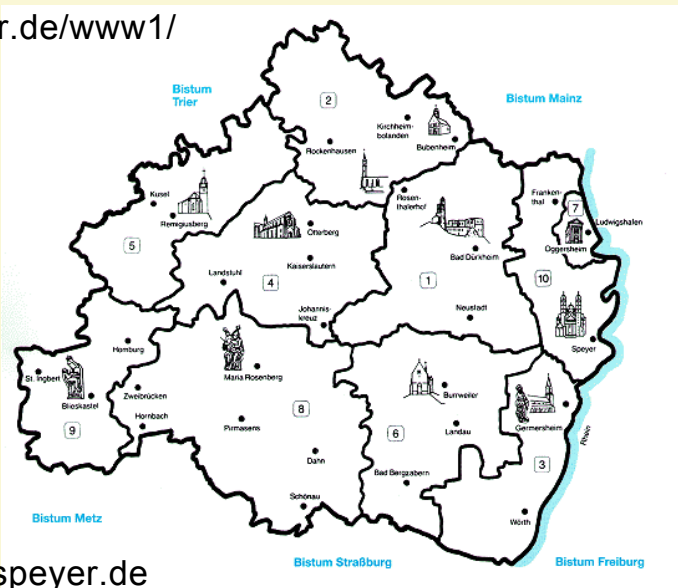 r.de/www1/
Bistum
Trier
Bistum Mainz
2
Kirchheim-
bolanden
Bubenheim
Rockenhausen
Rosen-
thalerhof
Franken-
thal
7
Ludwigshafen
Oggersheim
Kusel
Remigiusberg
5
Otterberg
Kaiserslautern
Landstuhl
4
Bad Dürkheim
1
10
Johannis-
kreuz
Neustadt
Speyer
Homburg
St. Ingbert
Blieskastel
Zweibrücken
Hornbach
9
Maria Rosenberg
8
Pirmasens
Dahn
Schönau
Burrweiler
6
Landau
Bad Bergzabern
Germersheim
3
Wörth
Rhein
Bistum Metz
Bistum Straßburg
Bistum Freiburg
speyer.de